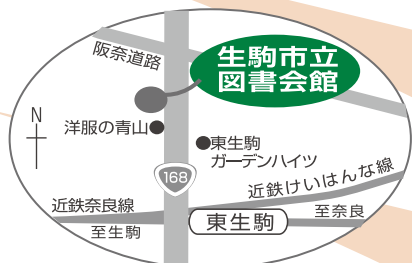 阪奈道路
生駒市立
図書会館
N
洋服の青山
東生駒
ガーデンハイツ
168
近鉄けいはんな線
近鉄奈良線
至生駒
東生駒
至奈良